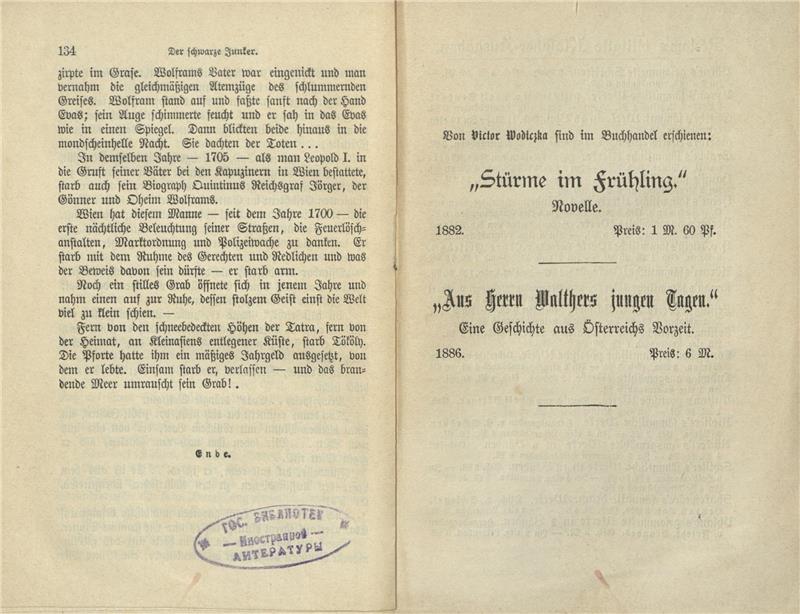 134
Der schwarze Junker.
zirpte im Grase. Wolframs Vater war eingenickt und man
vernahm die gleichmäßigen Atemzüge des schlummernden
Greises. Wolfram stand auf und faßte sanft nach der Hand
Evas; sein Auge schimmerte feucht und er sah in das Evas
wie in einen Spiegel. Dann blickten beide hinaus in die
mondscheinhelle Nacht. Sie dachten der Toten . . .
In demselben Jahre — 1705 — als man Leopold I. in
die Gruft seiner Väter bei den Kapuzinern in Wien bestattete,
starb auch sein Biograph Quintinus Reichsgraf Jörger, der
Gönner und Oheim Wolframs.
Wien hat diesem Manne — seit dem Jahre 1700 — die
erste nächtliche Beleuchtung seiner Straßen, die Feuerlösch-
anstalten, Marktordnung und Polizeiwache zu danken. Er
starb mit dem Ruhme des Gerechten und Redlichen und was
der Beweis davon sein dürfte — er starb arm.
Noch ein stilles Grab öffnete sich in jenem Jahre und
nahm einen auf zur Ruhe, dessen stolzem Geist einst die Welt
viel zu klein schien. —
Fern von den schneebedeckten Höhen der Tatra, fern von
der Heimat, an Kleinasiens entlegener Küste, starb Tököly.
Die Pforte hatte ihm ein mäßiges Jahrgeld ausgesetzt, von
dem er lebte. Einsam starb er, verlassen — und das bran-
dende Meer umrauscht sein Grab! .
Ende.
ГОС. БИБЛИОТЕК
— Иностранной —
ЛИТЕРАТУРЫ
Von Victor Wodiczka sind im Buchhandel erschienen:
„Stürme im Frühling.“
Novelle.
1882. Preis: 1 M. 60 Pf.
„Aus Herrn Walthers jungen Tagen.“
Eine Geschichte aus Österreichs Vorzeit.
1886. Preis: 6 M.